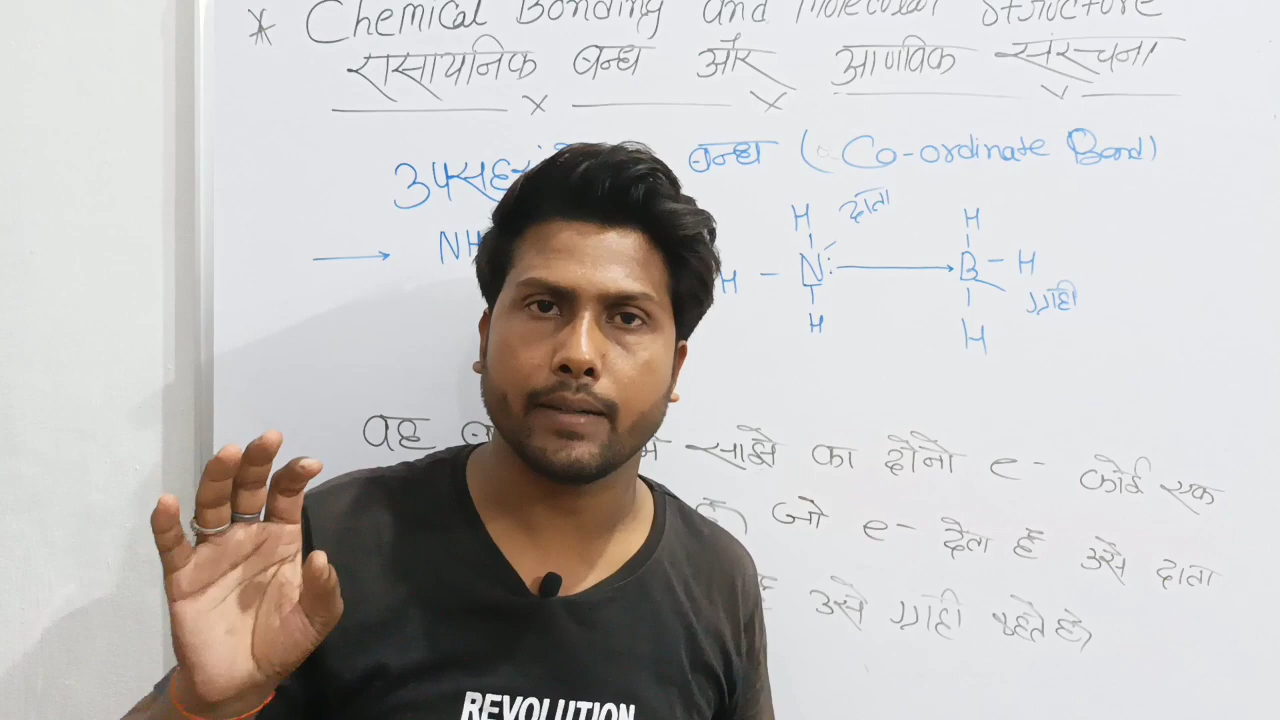 * Chemical Bonding and Molecular Structure
रासायनिक बन्ध और आणविक संरचना
बन्ध (Co-ordinate Bond)
H दाता H
→ NH H - N: → B - H
ग्राही
H H
वह में साझे का दोनो e- कोई एक
जो e- देता है उसे दाता
उसे ग्राही कहते है,
REVOLUTION